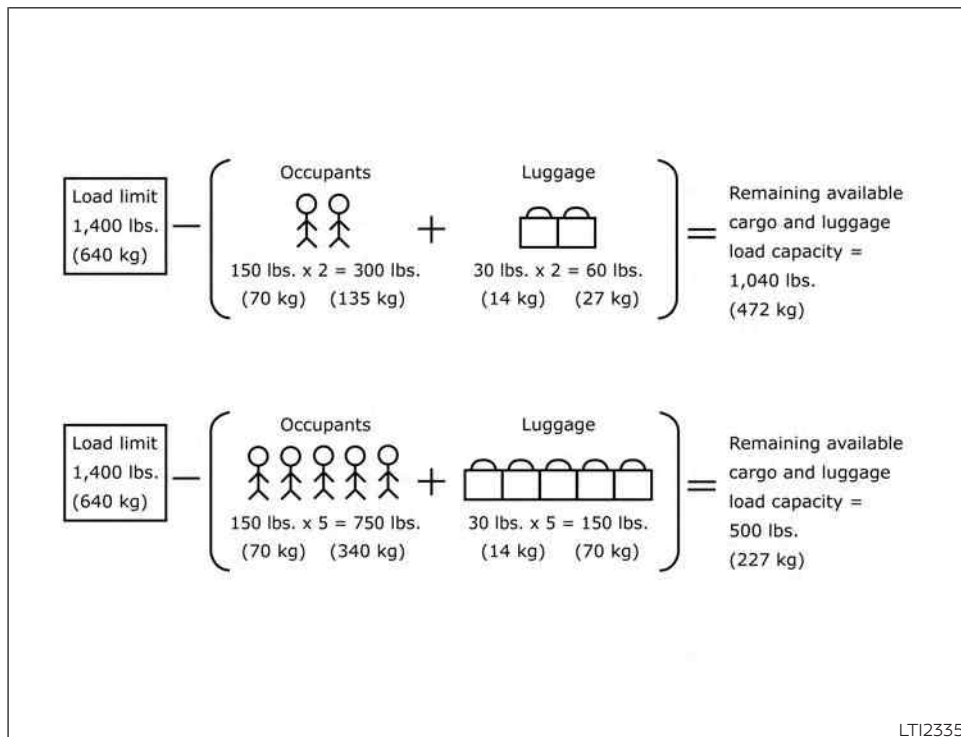 Occupants
Luggage
Load limit
1,400 lbs.
(640 kg)
150 lbs. x 2 = 300 lbs.
(70 kg) (135 kg)
30 lbs. x 2 = 60 lbs.
(14 kg) (27 kg)
Remaining available
cargo and luggage
load capacity =
1,040 lbs.
(472 kg)
Occupants
Luggage
Load limit
1,400 lbs.
(640 kg)
150 lbs. x 5 = 750 lbs.
(70 kg) (340 kg)
30 lbs. x 5 = 150 lbs.
(14 kg) (70 kg)
Remaining available
cargo and luggage
load capacity =
500 lbs.
(227 kg)
LTI2335